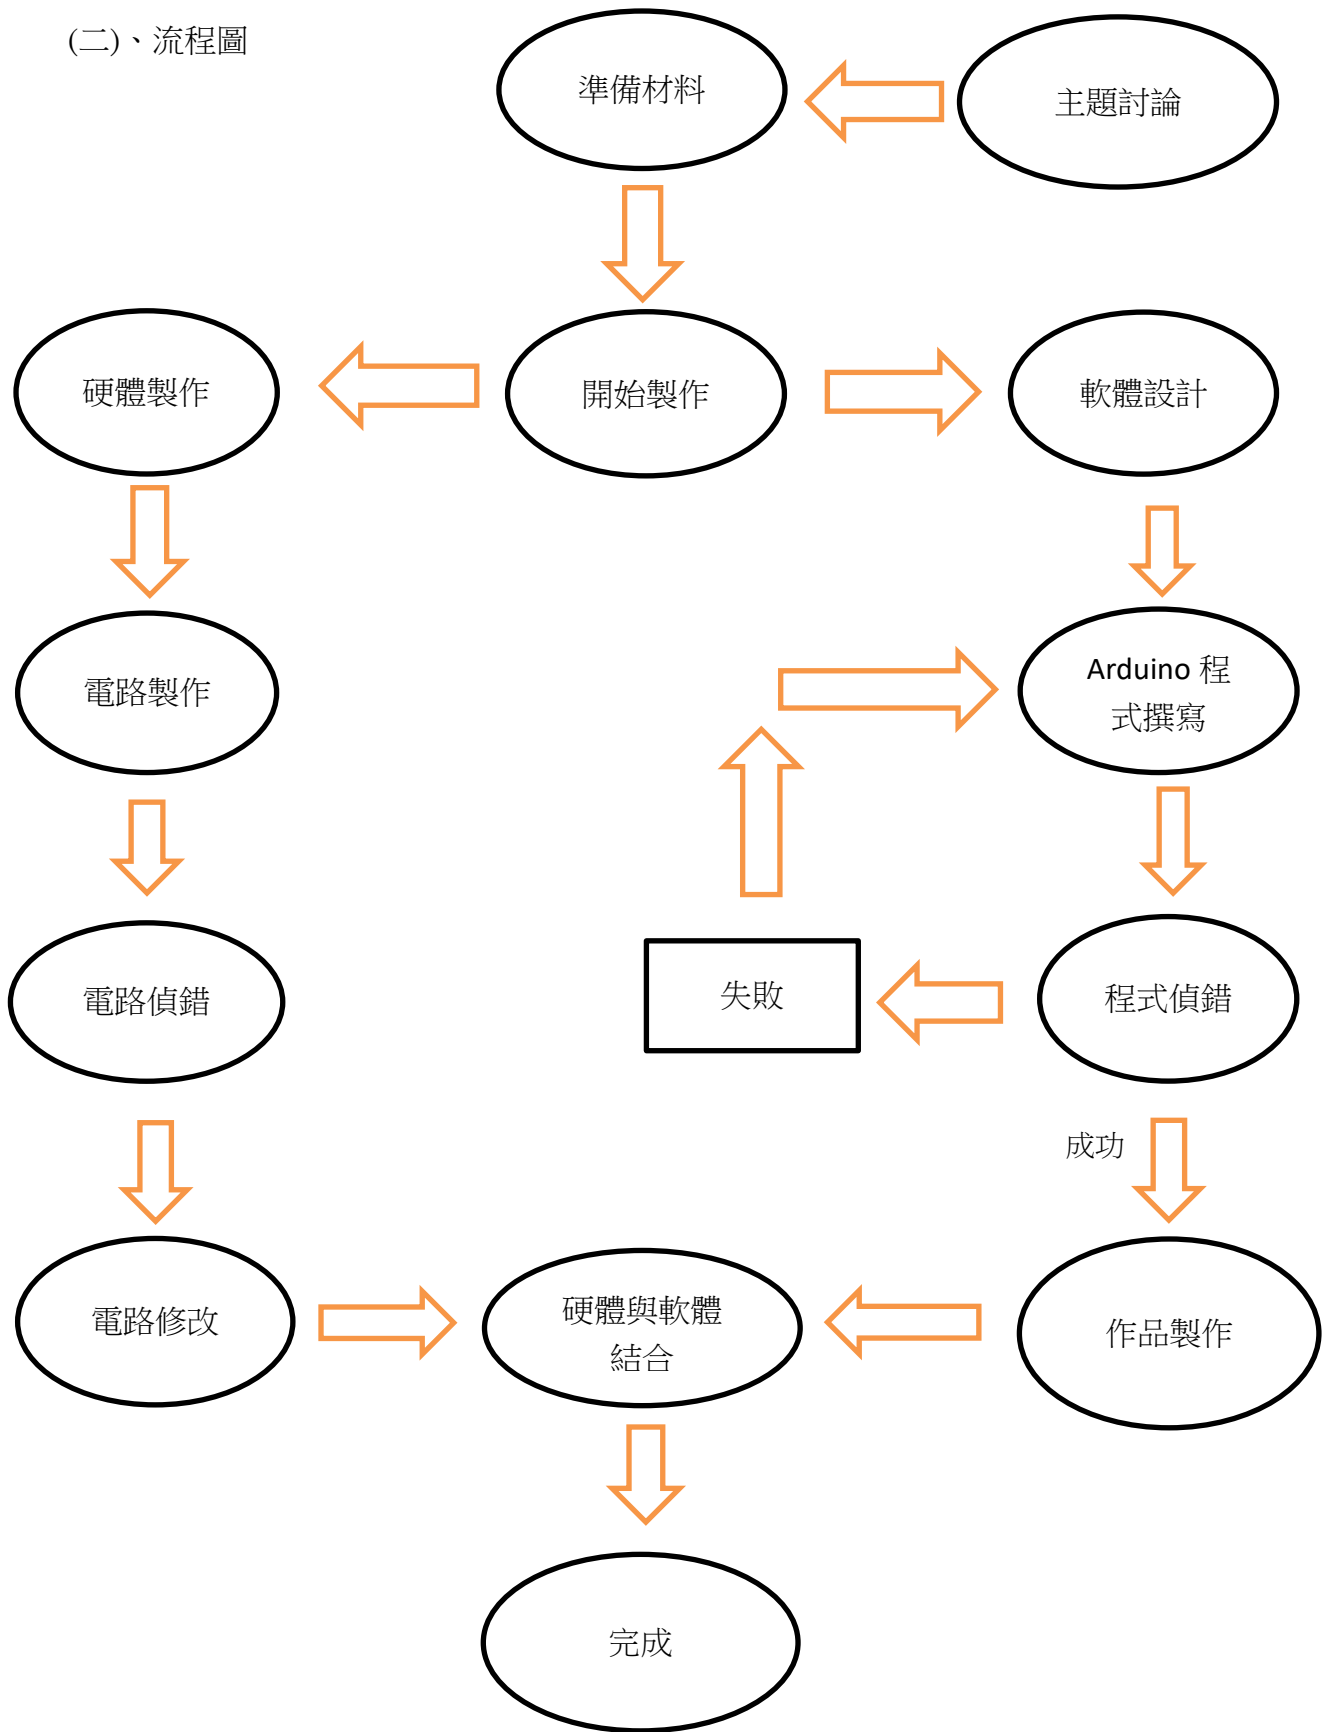 (二)、流程圖
準備材料
主題討論
硬體製作
開始製作
軟體設計
電路製作
Arduino 程
式撰寫
電路偵錯
失敗
程式偵錯
成功
電路修改
硬體與軟體
結合
作品製作
完成